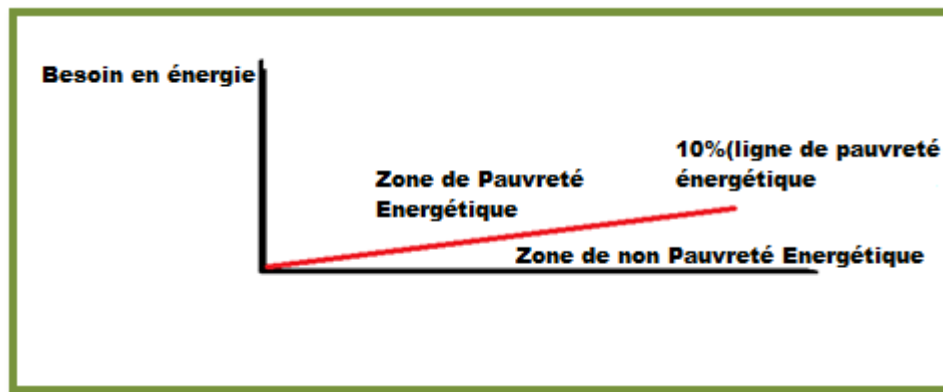 Besoin en énergie
10%(ligne de pauvreté
énergétique
Zone de Pauvreté
Energétique
Zone de non Pauvreté Energétique